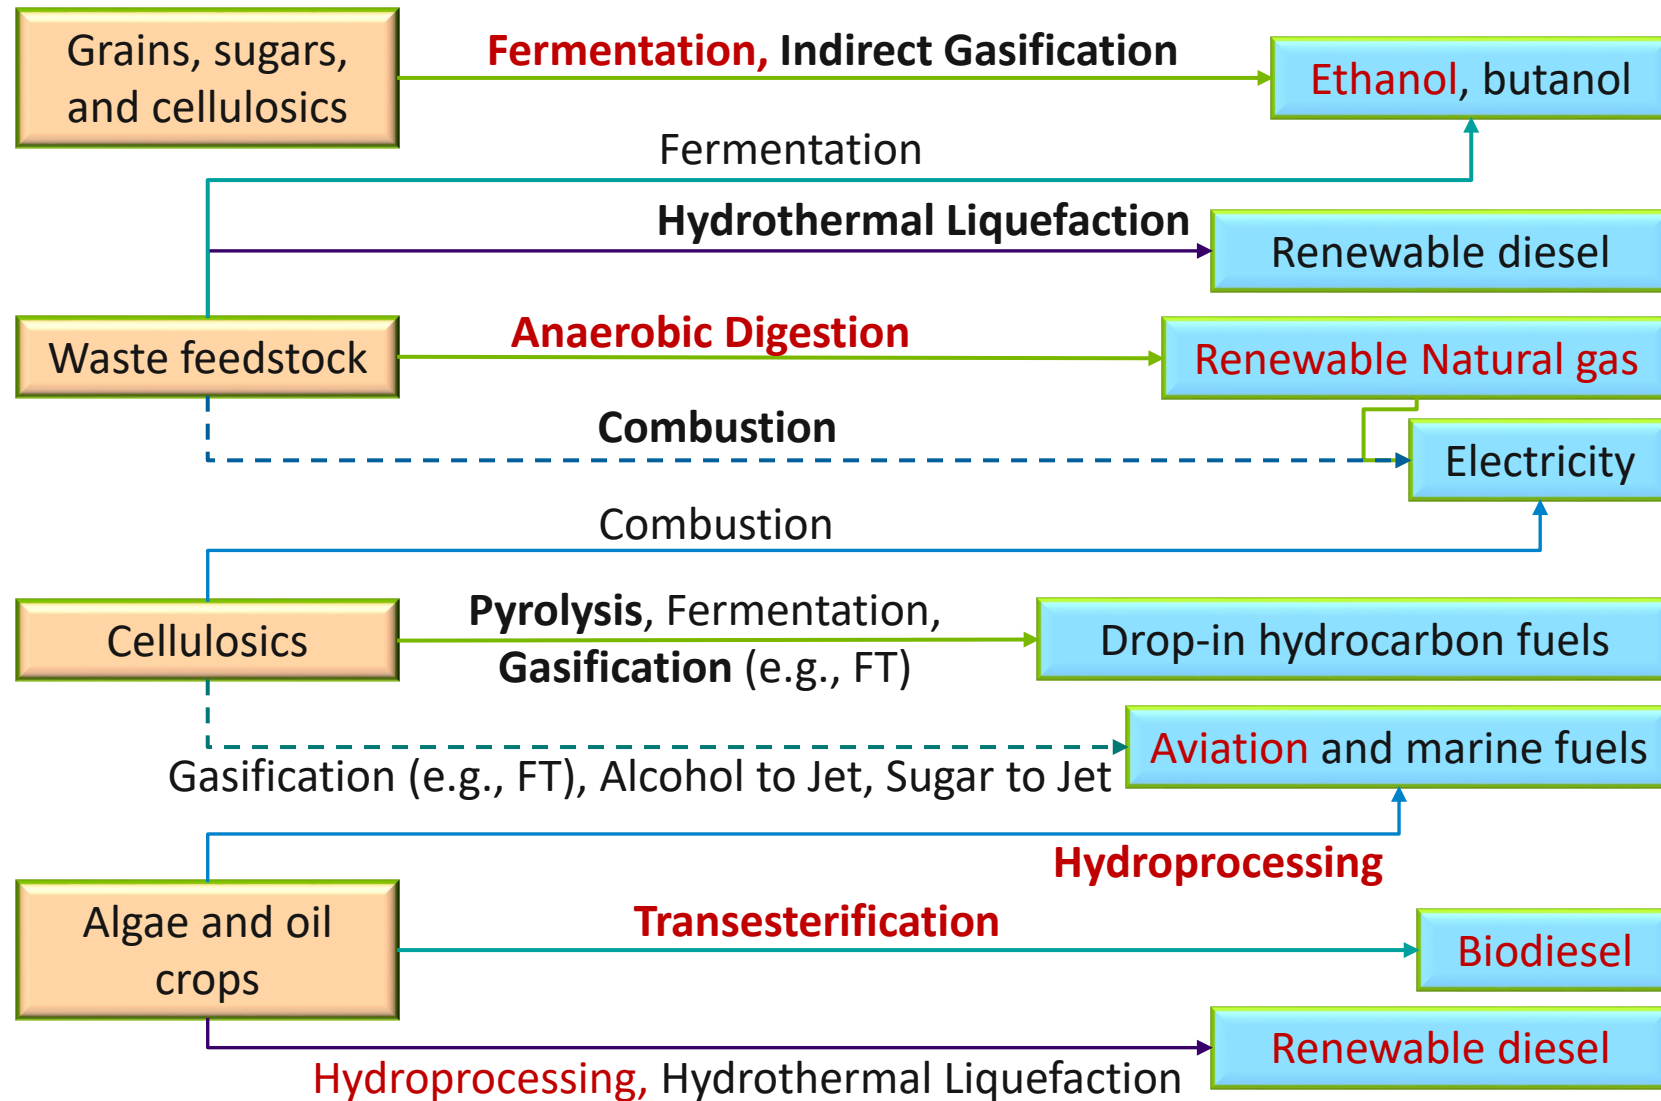 Grains, sugars,
and cellulosics
Fermentation, Indirect Gasification
Ethanol, butanol
Fermentation
Hydrothermal Liquefaction
Renewable diesel
Waste feedstock
Anaerobic Digestion
Renewable Natural gas
Combustion
Electricity
Combustion
Cellulosics
Pyrolysis, Fermentation,
Gasification (e.g., FT)
Drop-in hydrocarbon fuels
Aviation and marine fuels
Gasification (e.g., FT), Alcohol to Jet, Sugar to Jet
Hydroprocessing
Algae and oil
crops
Transesterification
Biodiesel
Renewable diesel
Hydroprocessing, Hydrothermal Liquefaction